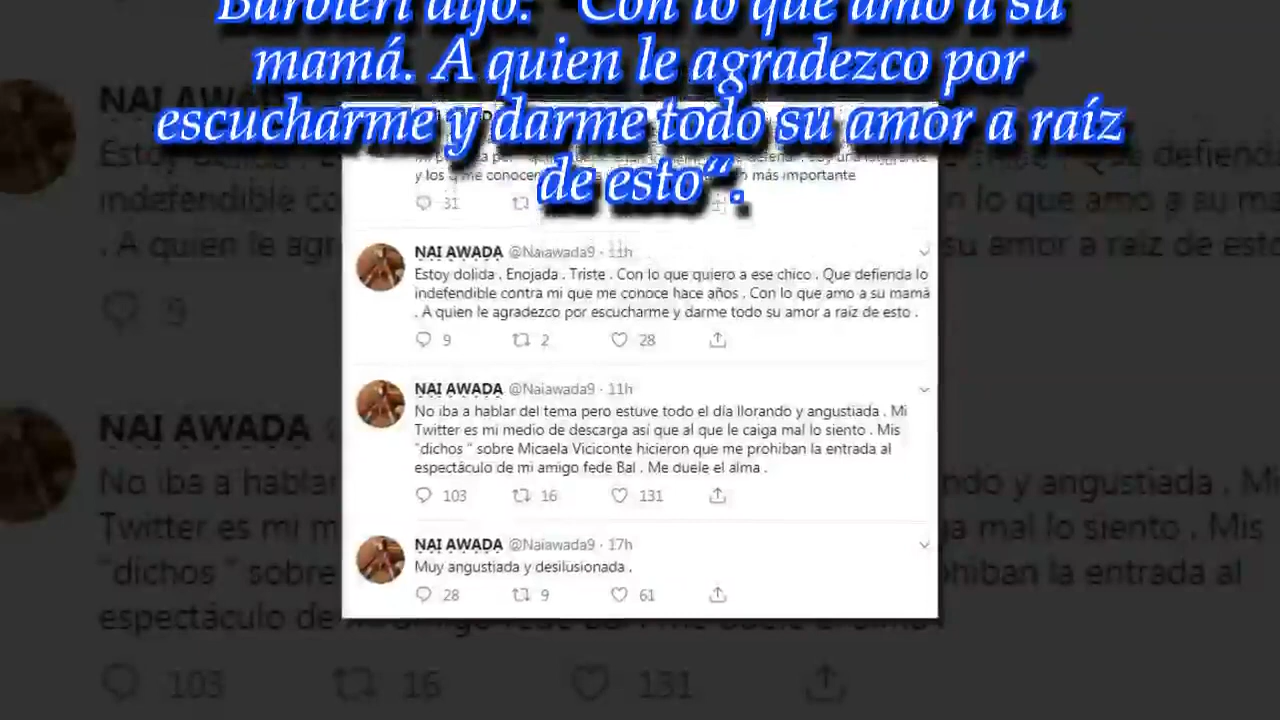 Barbieri dijo: “Con lo que amo a su
mamá. A quien le agradezco por
escucharme y darme todo su amor a raíz
de esto“.
y los q me conocen
más importante
31
NAI AWADA @Naiawada9 · 11h
Estoy dolida . Enojada . Triste . Con lo que quiero a ese chico . Que defienda lo
indefendible contra mi que me conoce hace años . Con lo que amo a su mamá
. A quien le agradezco por escucharme y darme todo su amor a raiz de esto .
9 2 28
NAI AWADA @Naiawada9 · 11h
No iba a hablar del tema pero estuve todo el día llorando y angustiada . Mi
Twitter es mi medio de descarga así que al que le caiga mal lo siento . Mis
"dichos " sobre Micaela Viciconte hicieron que me prohiban la entrada al
espectáculo de mi amigo fede Bal . Me duele el alma .
103 16 131
NAI AWADA @Naiawada9 · 17h
Muy angustiada y desilusionada .
28 9 61